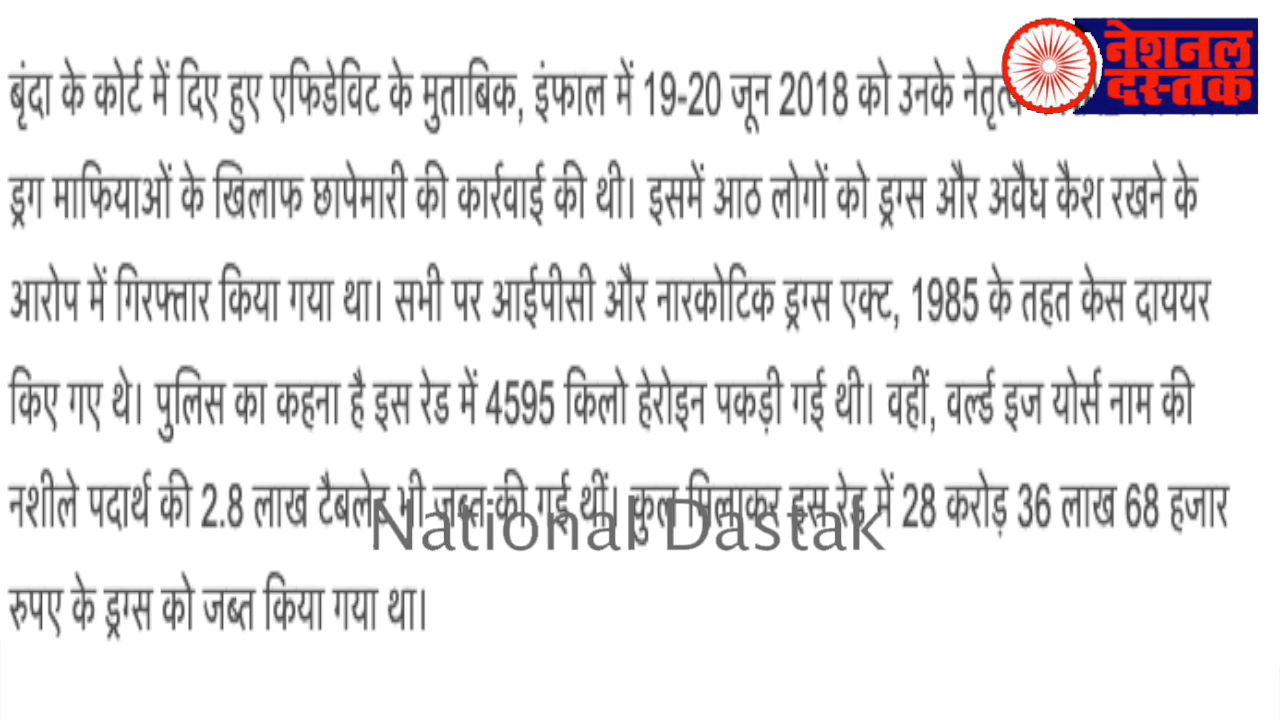 नेशनल
दस्तक
बृंदा के कोर्ट में दिए हुए एफिडेविट के मुताबिक, इंफाल में 19-20 जून 2018 को उनके
ड्रग माफियाओं के खिलाफ छापेमारी की कार्रवाई की थी। इसमें आठ लोगों को ड्रग्स और अवैध कैश रखने के
आरोप में गिरफ्तार किया गया था। सभी पर आईपीसी और नारकोटिक ड्रग्स एक्ट, 1985 के तहत केस दाययर
किए गए थे। पुलिस का कहना है इस रेड में 4595 किलो हेरोइन पकड़ी गई थी। वहीं, वर्ल्ड इज योर्स नाम की
नशीले पदार्थ की 2.8 लाख टैबलेट भी जब्त की गई थीं। कुल मिलाकर इस रेड में 28 करोड़ 36 लाख 68 हजार
National Dastak
रुपए के ड्रग्स को जब्त किया गया था।